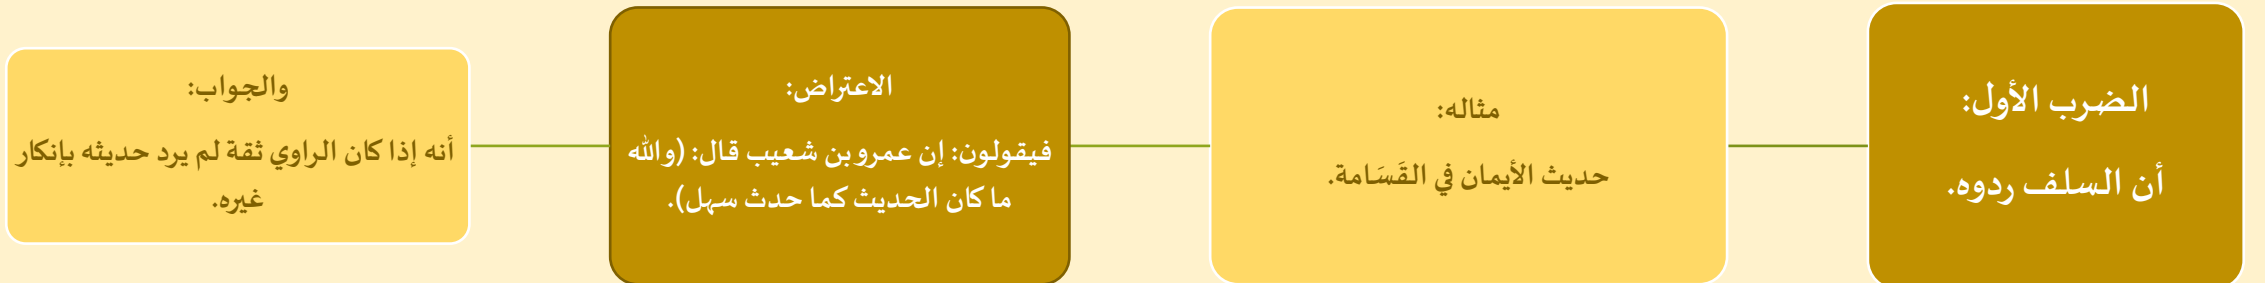 الضرب الأول:
أن السلف ردوه.
مثاله:
حديث الأيمان في القَسَامة.
الاعتراض:
فيقولون: إن عمرو بن شعيب قال: (والله
ما كان الحديث كما حدث سهل).
والجواب:
أنه إذا كان الراوي ثقة لم يرد حديثه بإنكار
غيره.